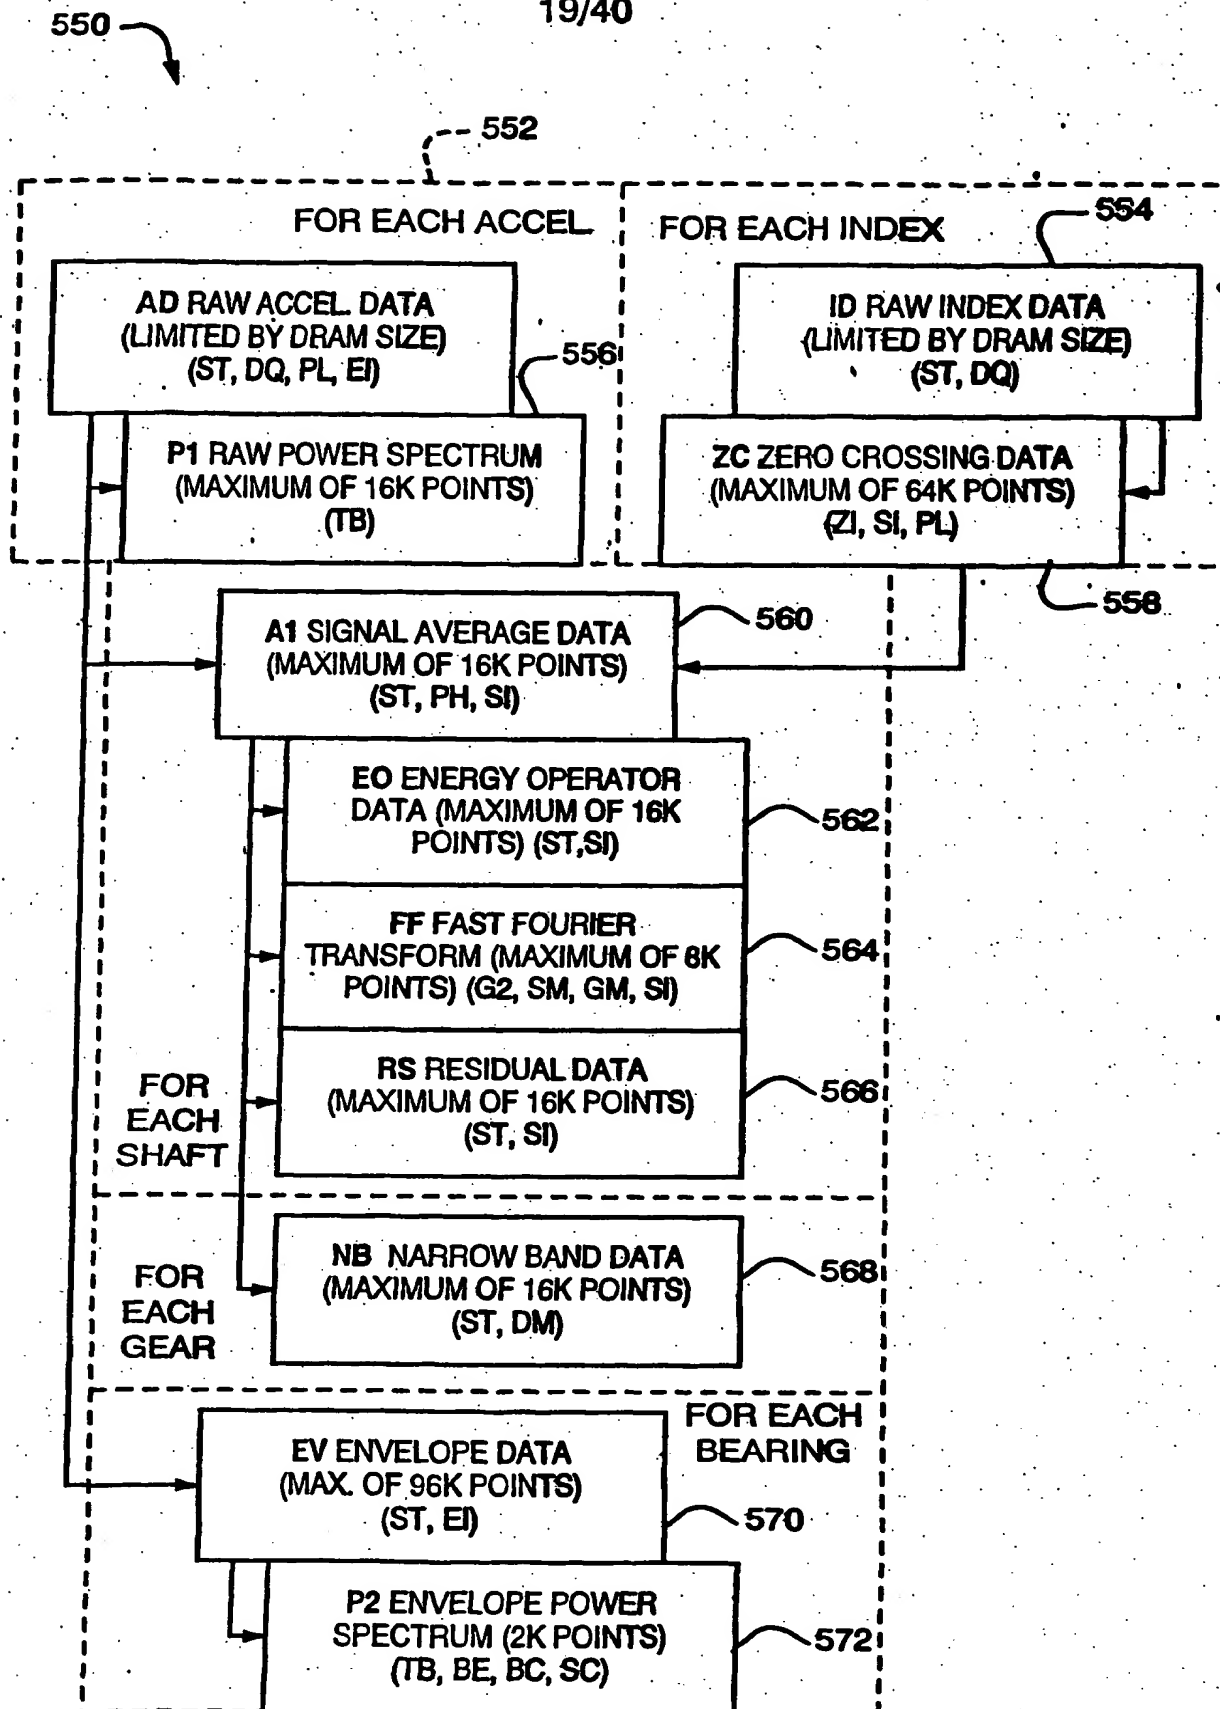 19/40
550
552
FOR EACH ACCEL
FOR EACH INDEX
554
AD RAW ACCEL. DATA
(LIMITED BY DRAM SIZE)
(ST, DQ, PL, EI)
556
ID RAW INDEX DATA
(LIMITED BY DRAM SIZE)
(ST, DQ)
P1 RAW POWER SPECTRUM
(MAXIMUM OF 16K POINTS)
(TB)
ZC ZERO CROSSING DATA
(MAXIMUM OF 64K POINTS)
(ZI, SI, PL)
558
A1 SIGNAL AVERAGE DATA
(MAXIMUM OF 16K POINTS)
(ST, PH, SI)
560
EO ENERGY OPERATOR
DATA (MAXIMUM OF 16K
POINTS) (ST,SI)
562
FF FAST FOURIER
TRANSFORM (MAXIMUM OF 8K
POINTS) (G2, SM, GM, SI)
564
RS RESIDUAL DATA
(MAXIMUM OF 16K POINTS)
(ST, SI)
566
FOR
EACH
SHAFT
NB NARROW BAND DATA
(MAXIMUM OF 16K POINTS)
(ST, DM)
568
FOR
EACH
GEAR
FOR EACH
BEARING
EV ENVELOPE DATA
(MAX. OF 96K POINTS)
(ST, EI)
570
P2 ENVELOPE POWER
SPECTRUM (2K POINTS)
(TB, BE, BC, SC)
572